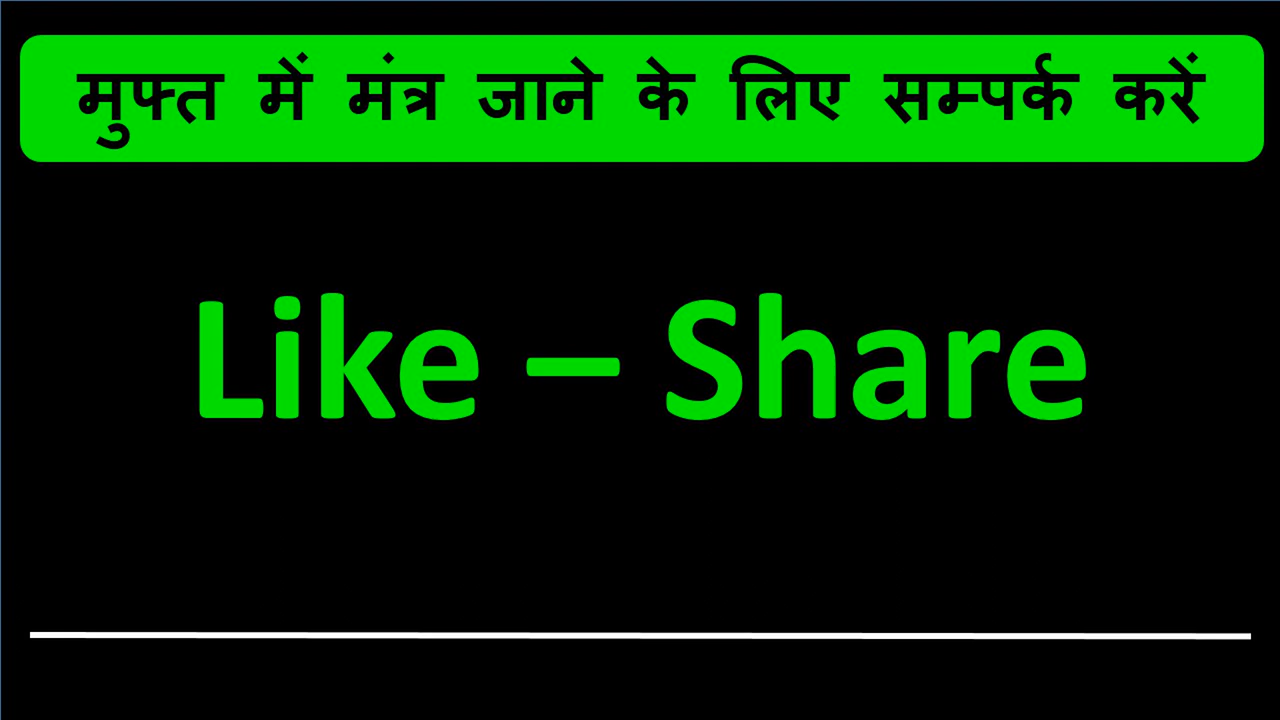 मुफ्त में मंत्र जाने के लिए सम्पर्क करें
Like – Share